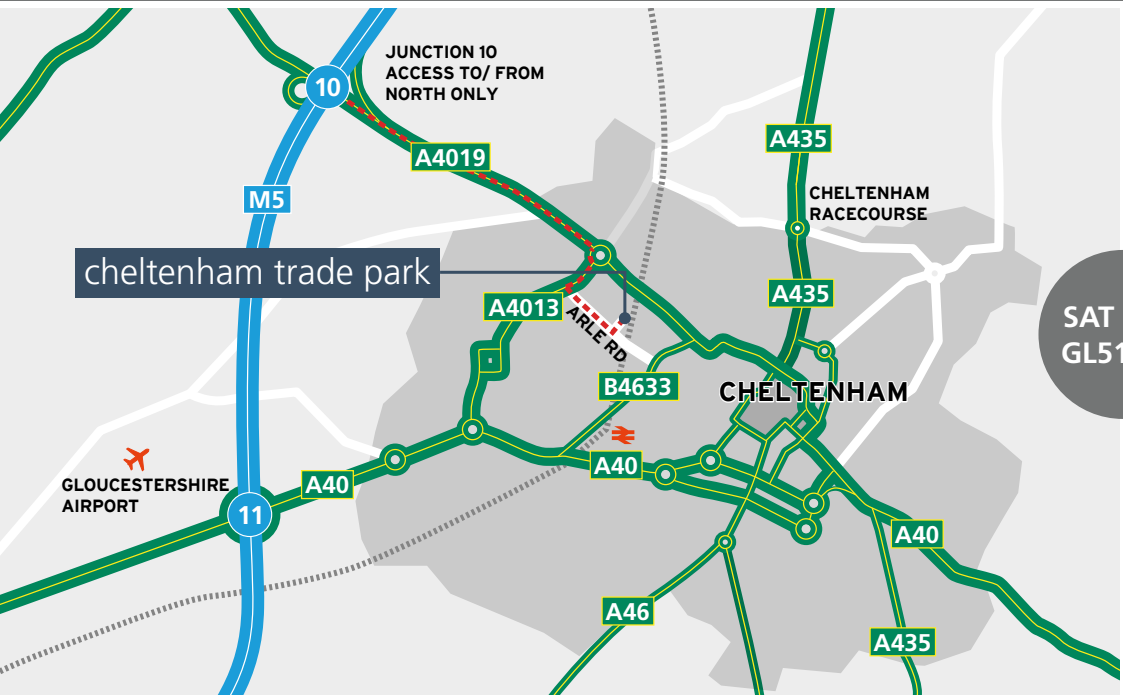 JUNCTION 10
ACCESS TO/ FROM
NORTH ONLY
10
A4019
A435
M5
CHELTENHAM
RACECOURSE
cheltenham trade park
A4013
A435
ARLE RD
SAT
GL51
B4633
CHELTENHAM
GLOUCESTERSHIRE
AIRPORT
A40
A40
11
A40
A46
A435